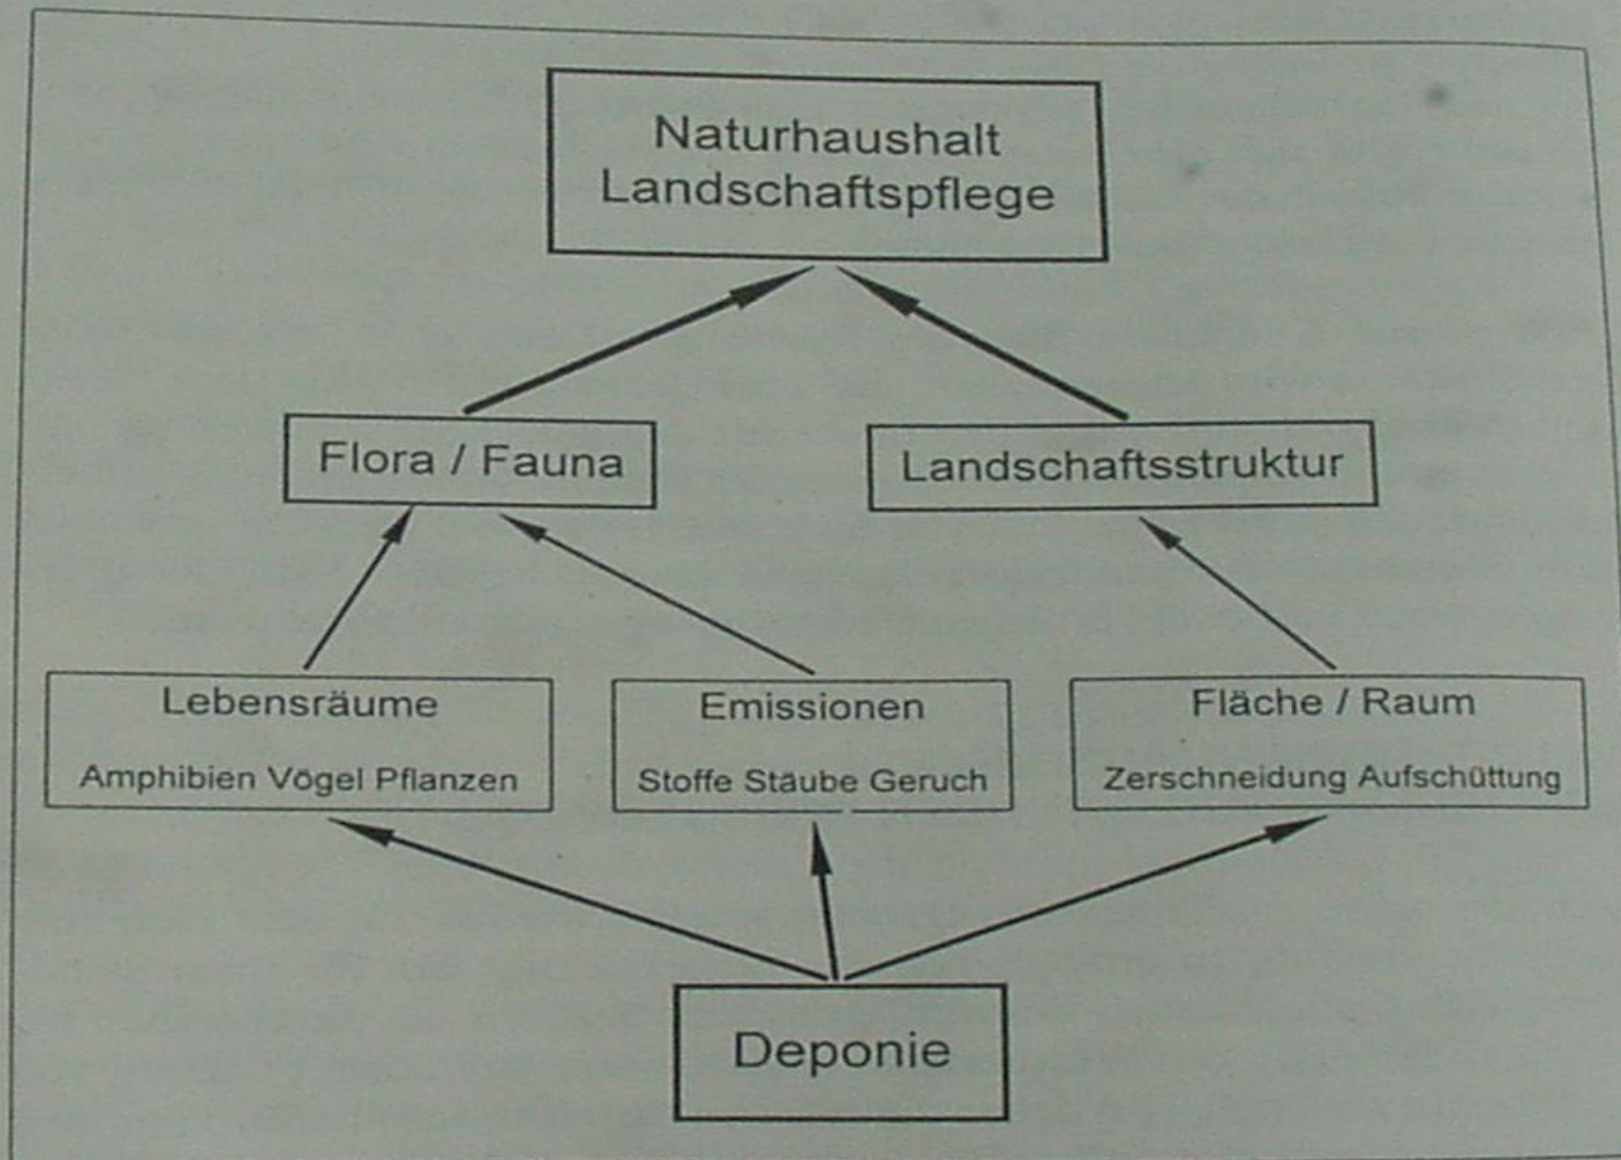 Naturhaushalt
Landschaftspflege
Flora / Fauna
Landschaftsstruktur
Lebensräume
Amphibien Vögel Pflanzen
Emissionen
Stoffe Stäube Geruch
Fläche / Raum
Zerschneidung Aufschüttung
Deponie